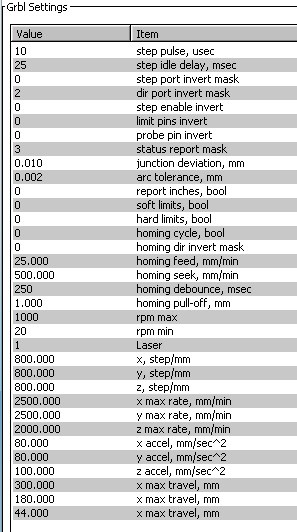 Grbl Settings
Value Item
10 step pulse, usec
25 step idle delay, msec
0 step port invert mask
2 dir port invert mask
0 step enable invert
0 limit pins invert
0 probe pin invert
3 status report mask
0.010 junction deviation, mm
0.002 arc tolerance, mm
0 report inches, bool
0 soft limits, bool
0 hard limits, bool
0 homing cycle, bool
0 homing dir invert mask
25.000 homing feed, mm/min
500.000 homing seek, mm/min
250 homing debounce, msec
1.000 homing pull-off, mm
1000 rpm max
20 rpm min
1 Laser
800.000 x, step/mm
800.000 y, step/mm
800.000 z, step/mm
2500.000 x max rate, mm/min
2500.000 y max rate, mm/min
2000.000 z max rate, mm/min
80.000 x accel, mm/sec^2
80.000 y accel, mm/sec^2
100.000 z accel, mm/sec^2
300.000 x max travel, mm
180.000 x max travel, mm
44.000 x max travel, mm